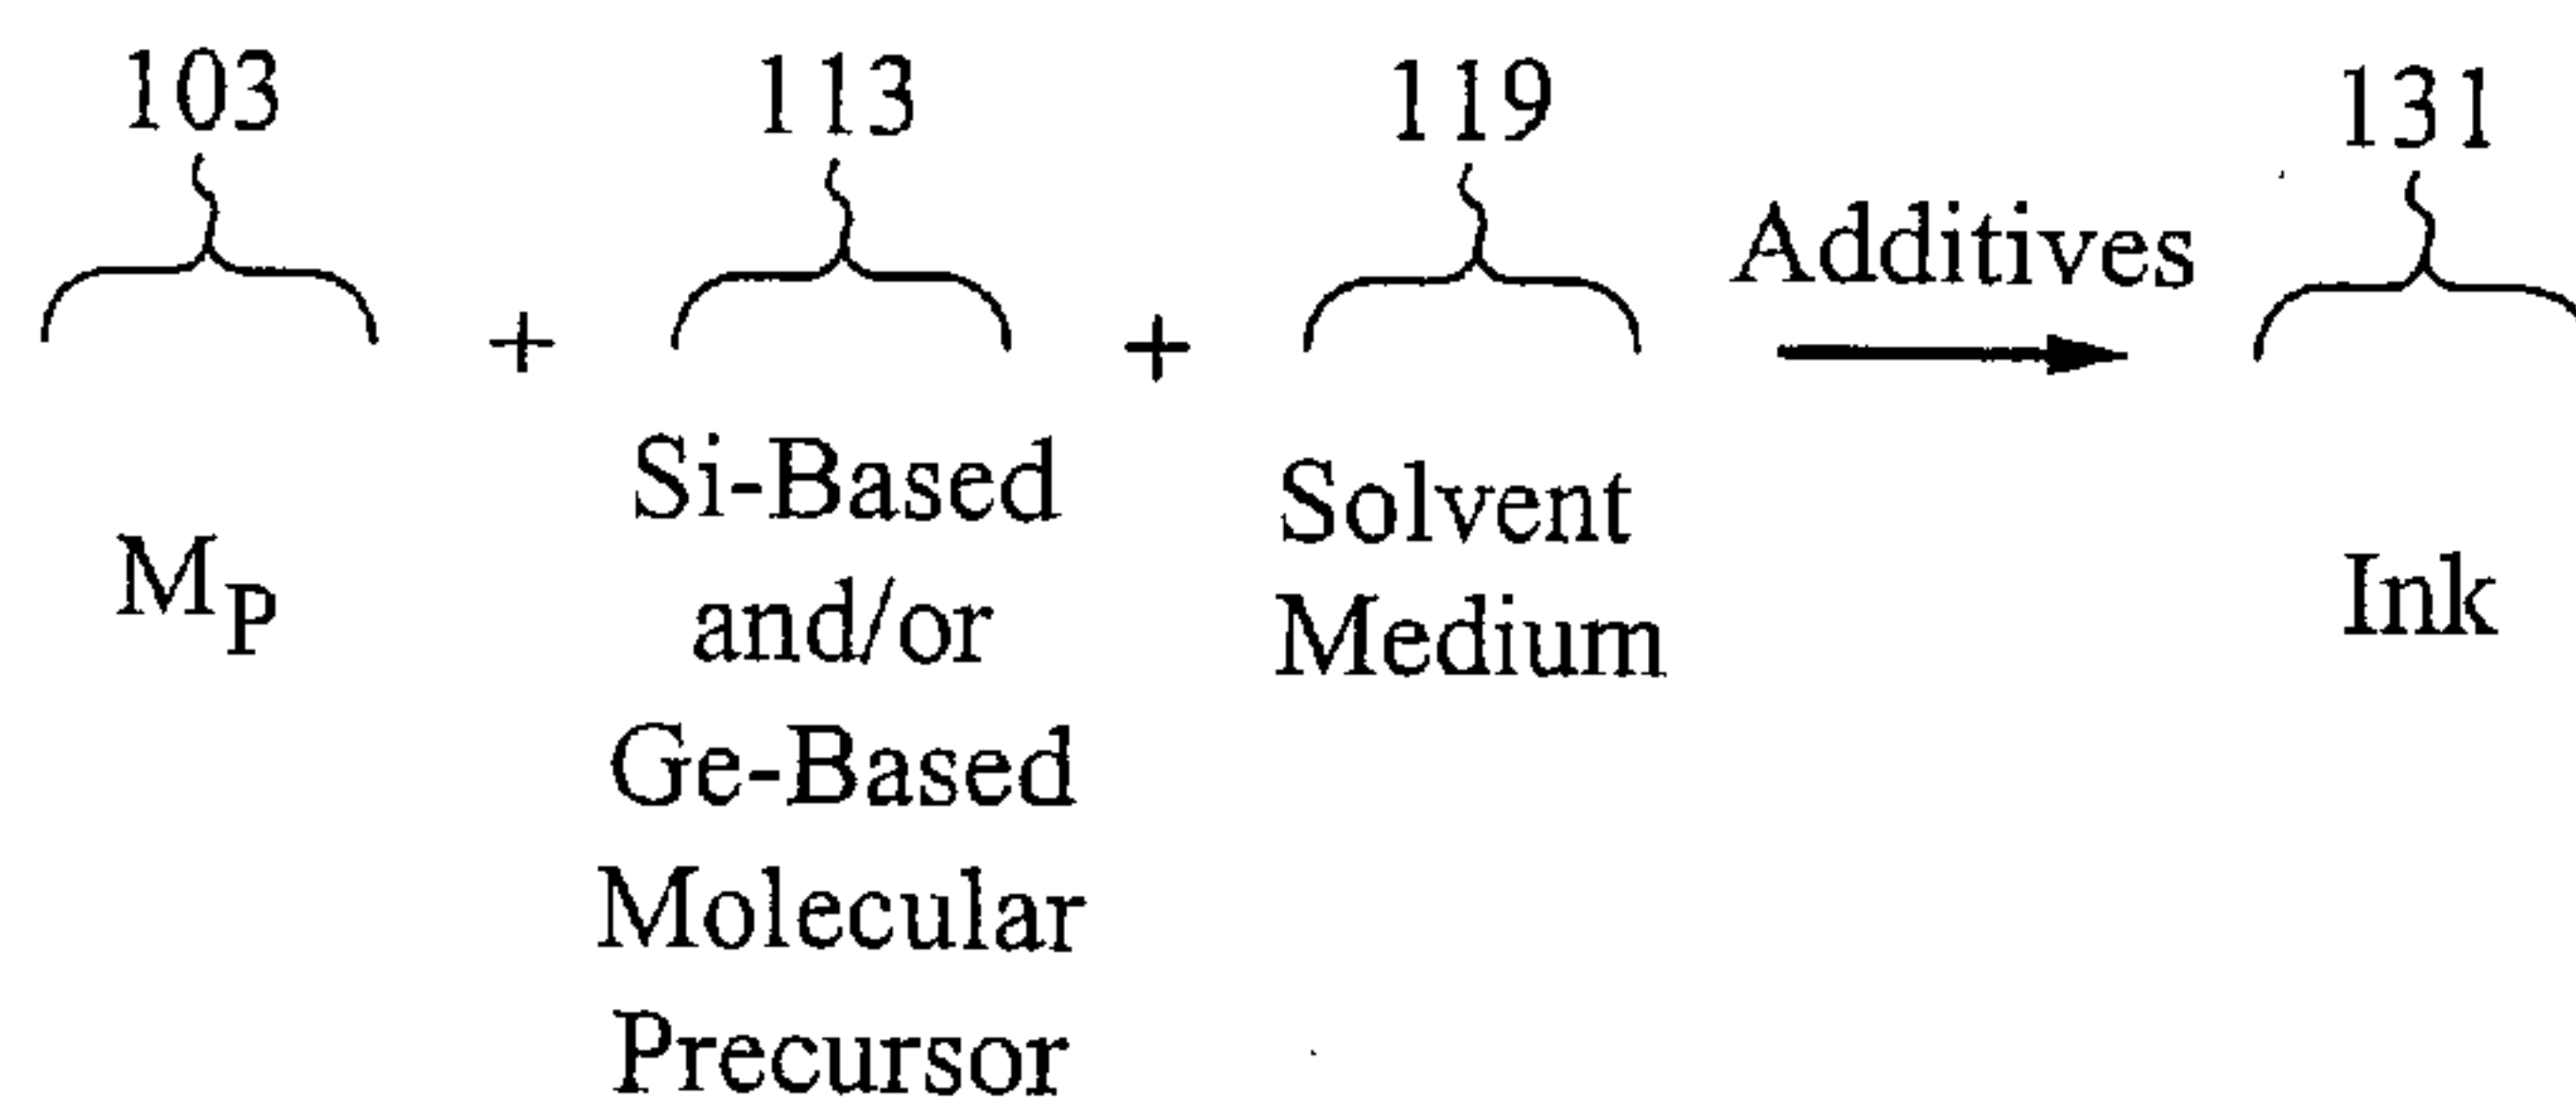 103 113 119 131
+ + Additives
M_P Si-Based and/or Ge-Based Molecular Precursor
Solvent Medium
Ink